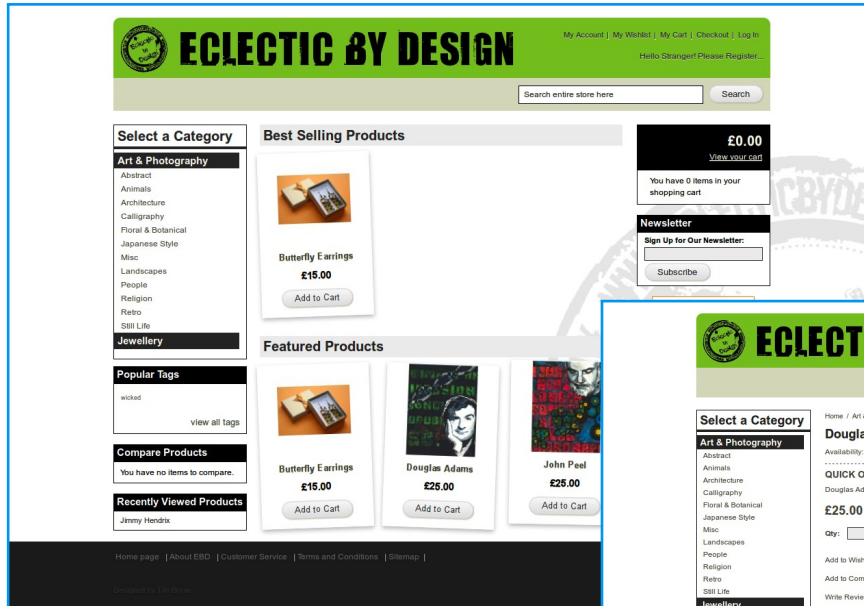 ECLECTIC BY DESIGN
My Account | My Wishlist | My Cart | Checkout | Log In
Hello Stranger! Please Register...
Search entire store here
Search
Select a Category
Art & Photography
Abstract
Animals
Architecture
Calligraphy
Floral & Botanical
Japanese Style
Misc
Landscapes
People
Religion
Retro
Still Life
Jewellery
Popular Tags
wicked
view all tags
Compare Products
You have no items to compare.
Recently Viewed Products
Jimmy Hendrix
Best Selling Products
Butterfly Earrings
£15.00
Add to Cart
Featured Products
Butterfly Earrings
£15.00
Add to Cart
Douglas Adams
£25.00
Add to Cart
John Peel
£25.00
Add to Cart
£0.00
View your cart
You have 0 items in your
shopping cart
Newsletter
Sign Up for Our Newsletter:
Subscribe
Home page | About EBD | Customer Service | Terms and Conditions | Sitemap |
ECLECT
Select a Category
Art & Photography
Abstract
Animals
Architecture
Calligraphy
Floral & Botanical
Japanese Style
Misc
Landscapes
People
Religion
Retro
Still Life
Jewellery
Home / Art
Dougla
Availability:
QUICK O
Douglas Ad
£25.00
Qty:
Add to Wish
Add to Com
Write Revie